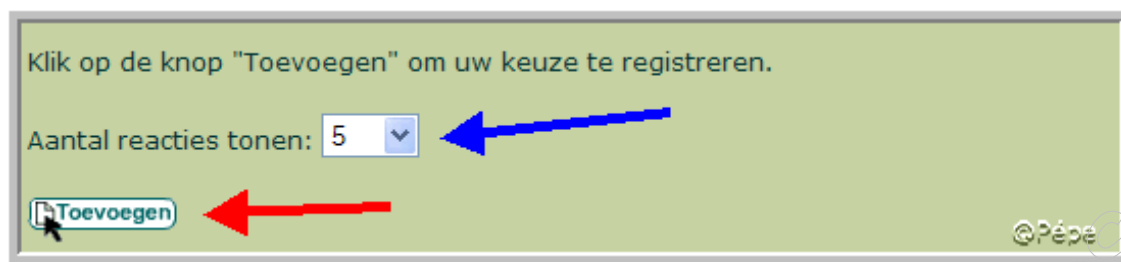 Klik op de knop "Toevoegen" om uw keuze te registreren.
Aantal reacties tonen: 5
Toevoegen
@Pépe